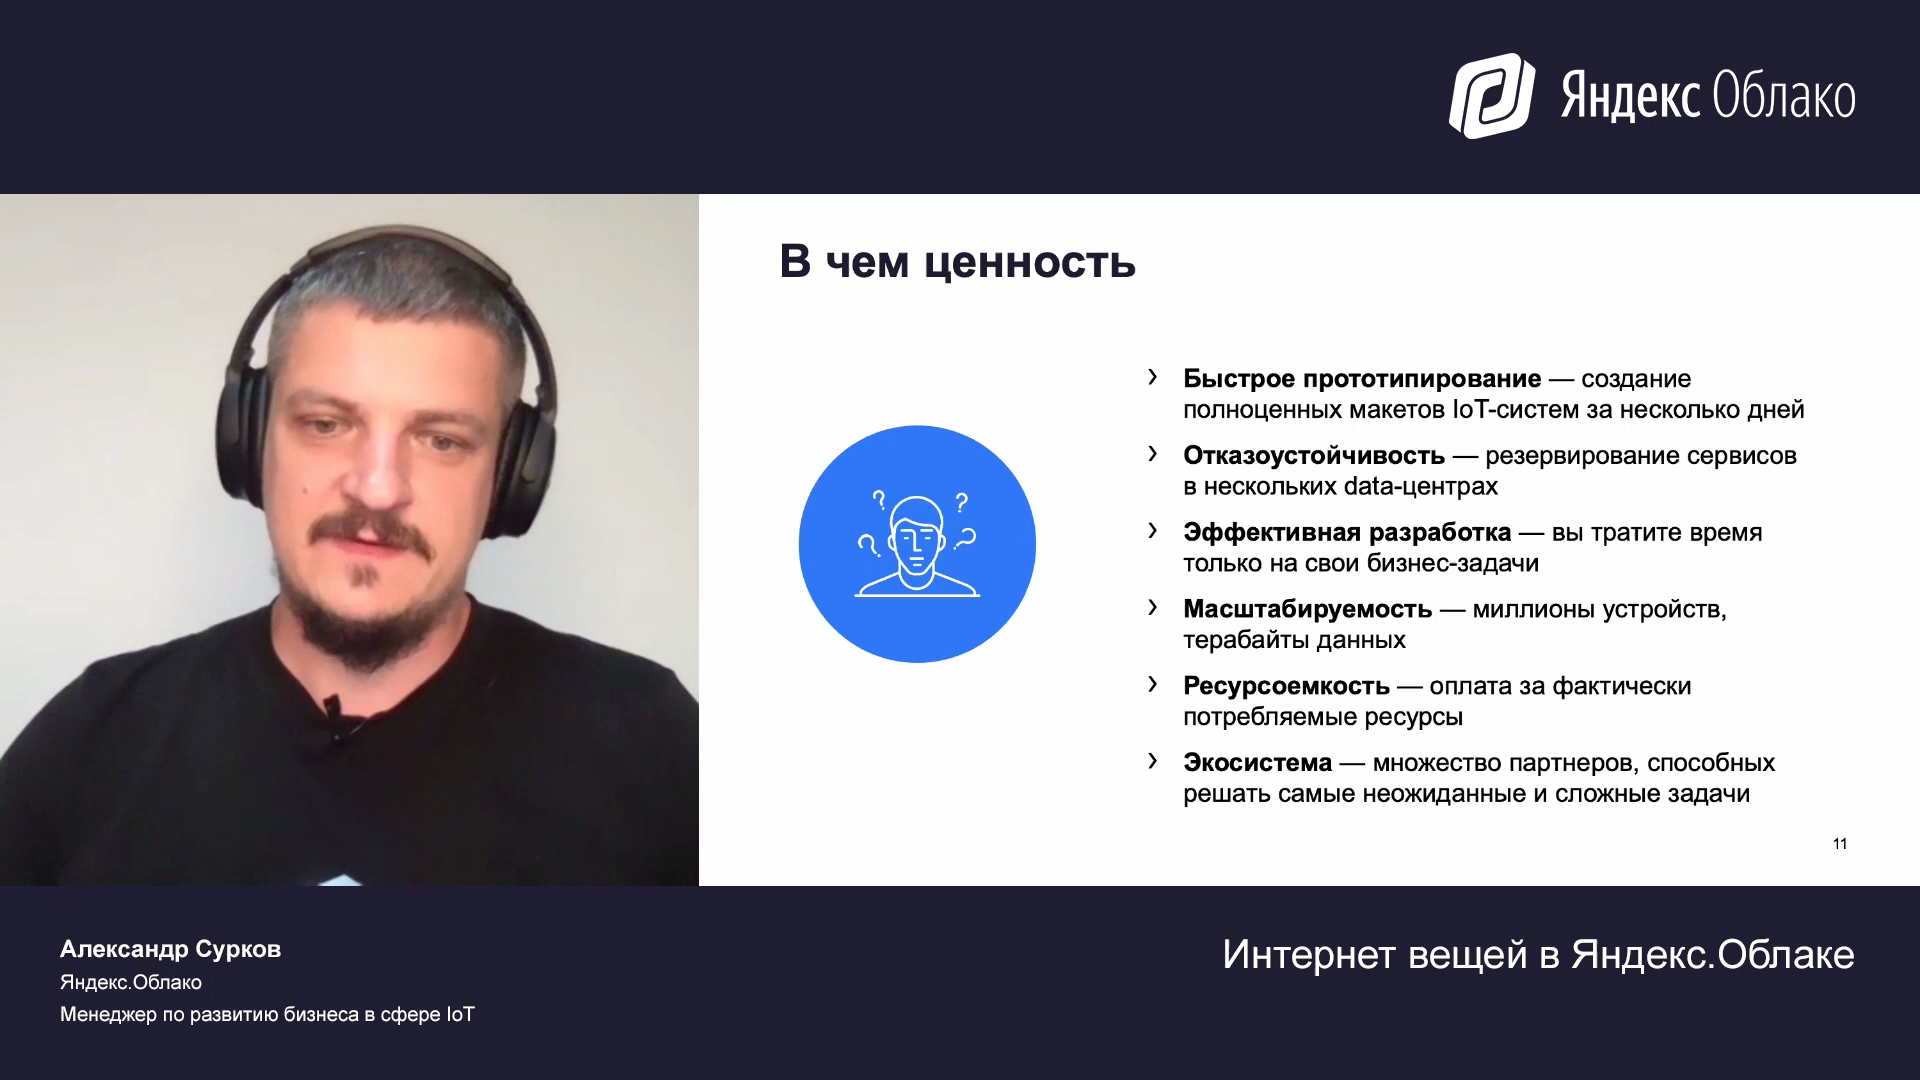 Яндекс Облако
В чем ценность
› Быстрое прототипирование — создание
полноценных макетов IoT-систем за несколько дней
› Отказоустойчивость — резервирование сервисов
в нескольких data-центрах
› Эффективная разработка — вы тратите время
только на свои бизнес-задачи
› Масштабируемость — миллионы устройств,
терабайты данных
› Ресурсоемкость — оплата за фактически
потребляемые ресурсы
› Экосистема — множество партнеров, способных
решать самые неожиданные и сложные задачи
11
Александр Сурков
Яндекс.Облако
Менеджер по развитию бизнеса в сфере IoT
Интернет вещей в Яндекс.Облаке